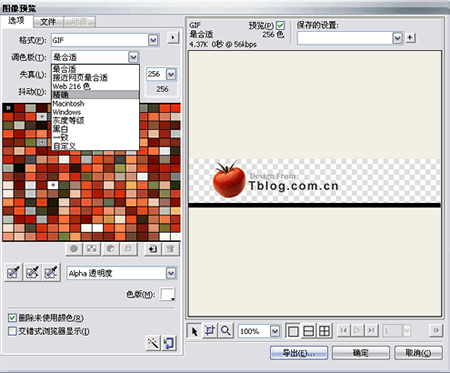 图像预览
选项 文件 动画
格式(F): GIF
调色板(T): 最合适
最合适
接近网页最合适
Web 216 色
精确
Macintosh
Windows
灰度等级
黑白
一致
自定义
失真(L): 256
抖动(D): 256
Alpha 透明度
色版(M):
删除未使用颜色(R)
交错式浏览器显示(I)
GIF 预览(P)
最合适 256 色
4.37K 0秒 @ 56kbps
保存的设置:
Design From
Tblog.com.cn
100%
1
导出(E)... 确定 取消(C)